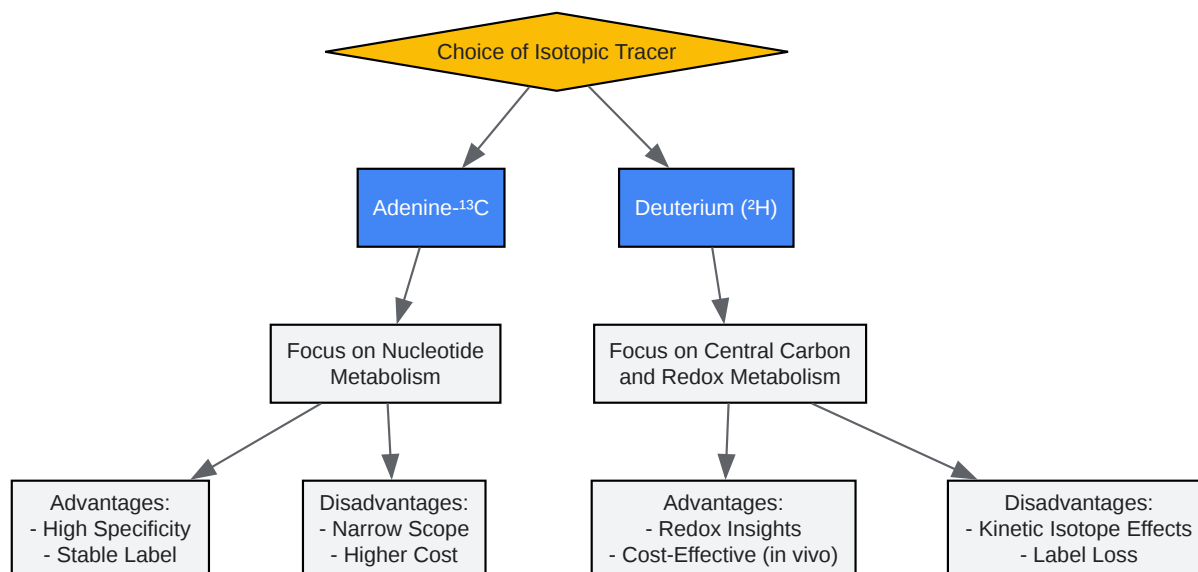 Choice of Isotopic Tracer
Adenine-¹³C
Deuterium (²H)
Focus on Nucleotide
Metabolism
Focus on Central Carbon
and Redox Metabolism
Advantages:
- High Specificity
- Stable Label
Disadvantages:
- Narrow Scope
- Higher Cost
Advantages:
- Redox Insights
- Cost-Effective (in vivo)
Disadvantages:
- Kinetic Isotope Effects
- Label Loss